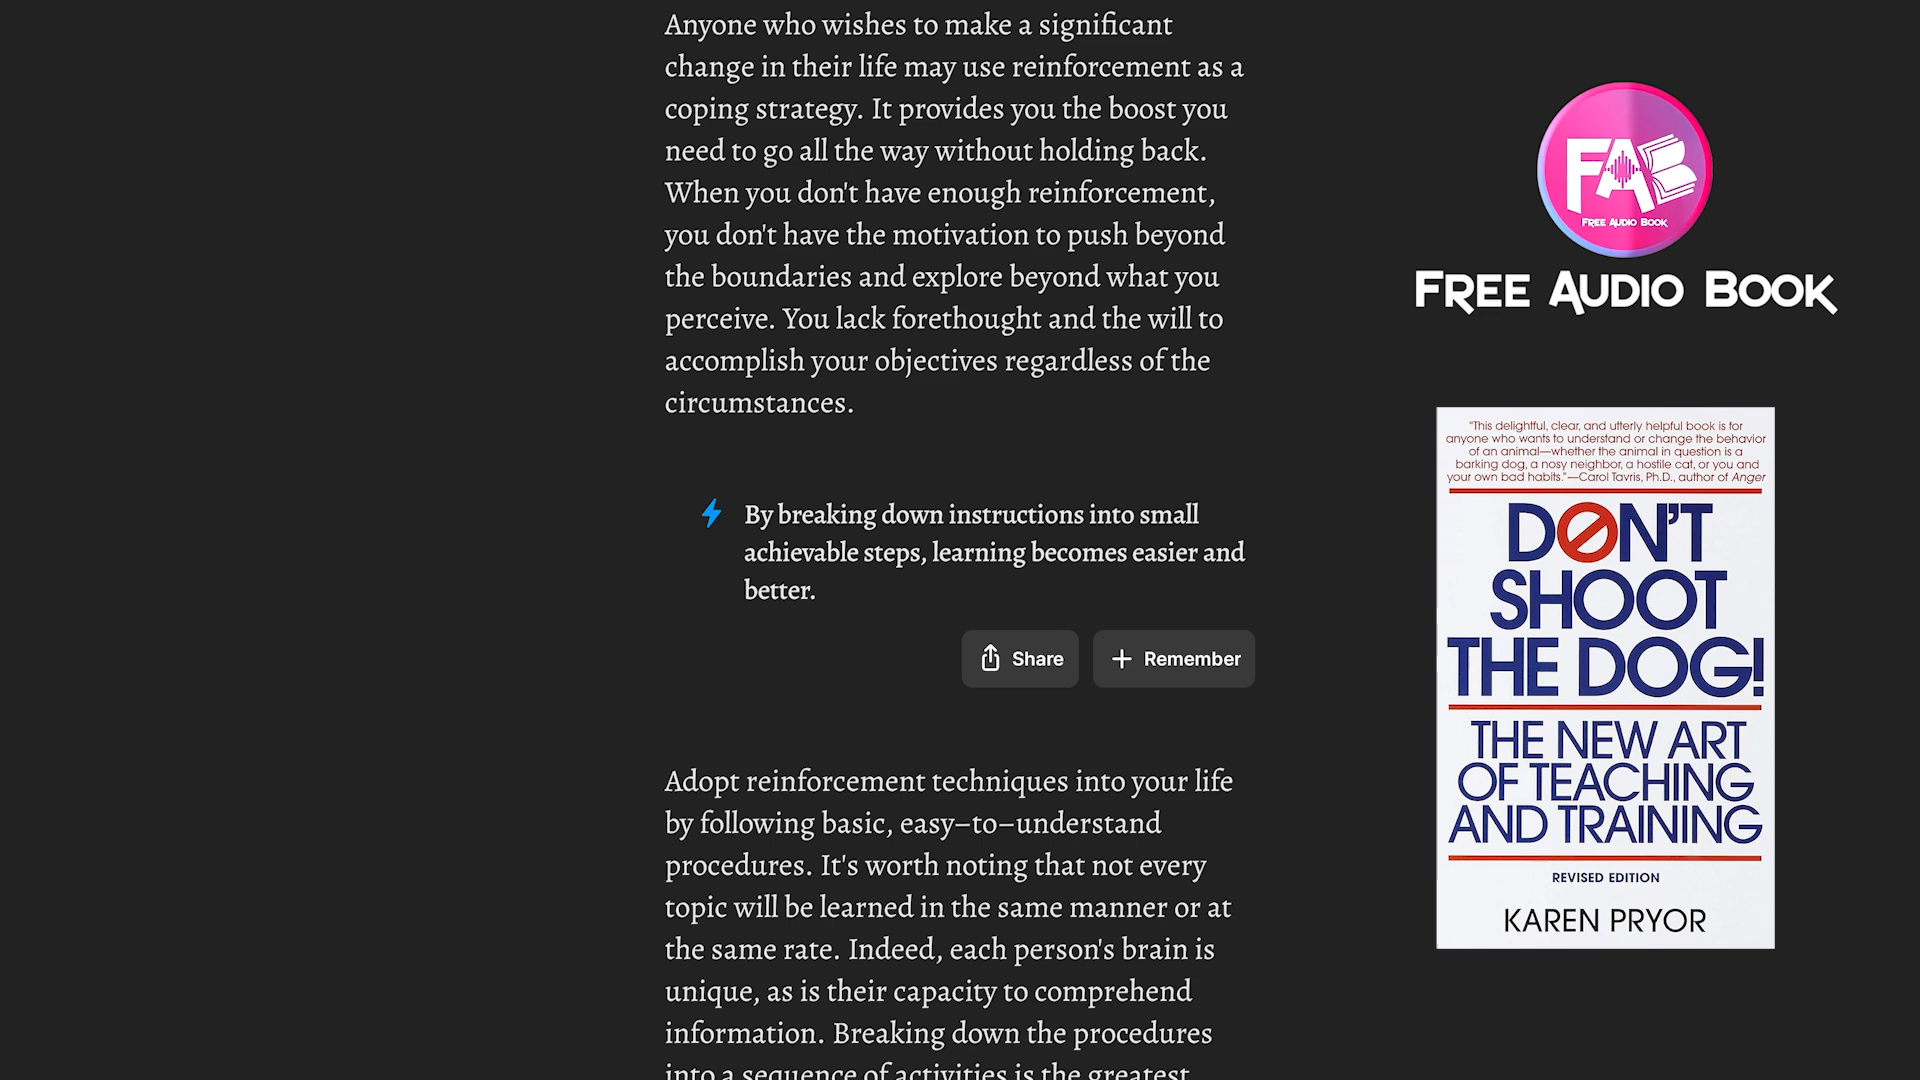 Anyone who wishes to make a significant
change in their life may use reinforcement as a
coping strategy. It provides you the boost you
need to go all the way without holding back.
When you don't have enough reinforcement,
you don't have the motivation to push beyond
the boundaries and explore beyond what you
perceive. You lack forethought and the will to
accomplish your objectives regardless of the
circumstances.
By breaking down instructions into small
achievable steps, learning becomes easier and
better.
Share
Remember
Adopt reinforcement techniques into your life
by following basic, easy–to–understand
procedures. It's worth noting that not every
topic will be learned in the same manner or at
the same rate. Indeed, each person's brain is
unique, as is their capacity to comprehend
information. Breaking down the procedures
into a sequence of activities is the greatest
FAB
FREE AUDIO BOOK
FREE AUDIO BOOK
"This delightful, clear, and utterly helpful book is for
anyone who wants to understand or change the behavior
of an animal—whether the animal in question is a
barking dog, a nosy neighbor, a hostile cat, or you and
your own bad habits."—Carol Tavris, Ph.D., author of Anger
DON'T
SHOOT
THE DOG!
THE NEW ART
OF TEACHING
AND TRAINING
REVISED EDITION
KAREN PRYOR